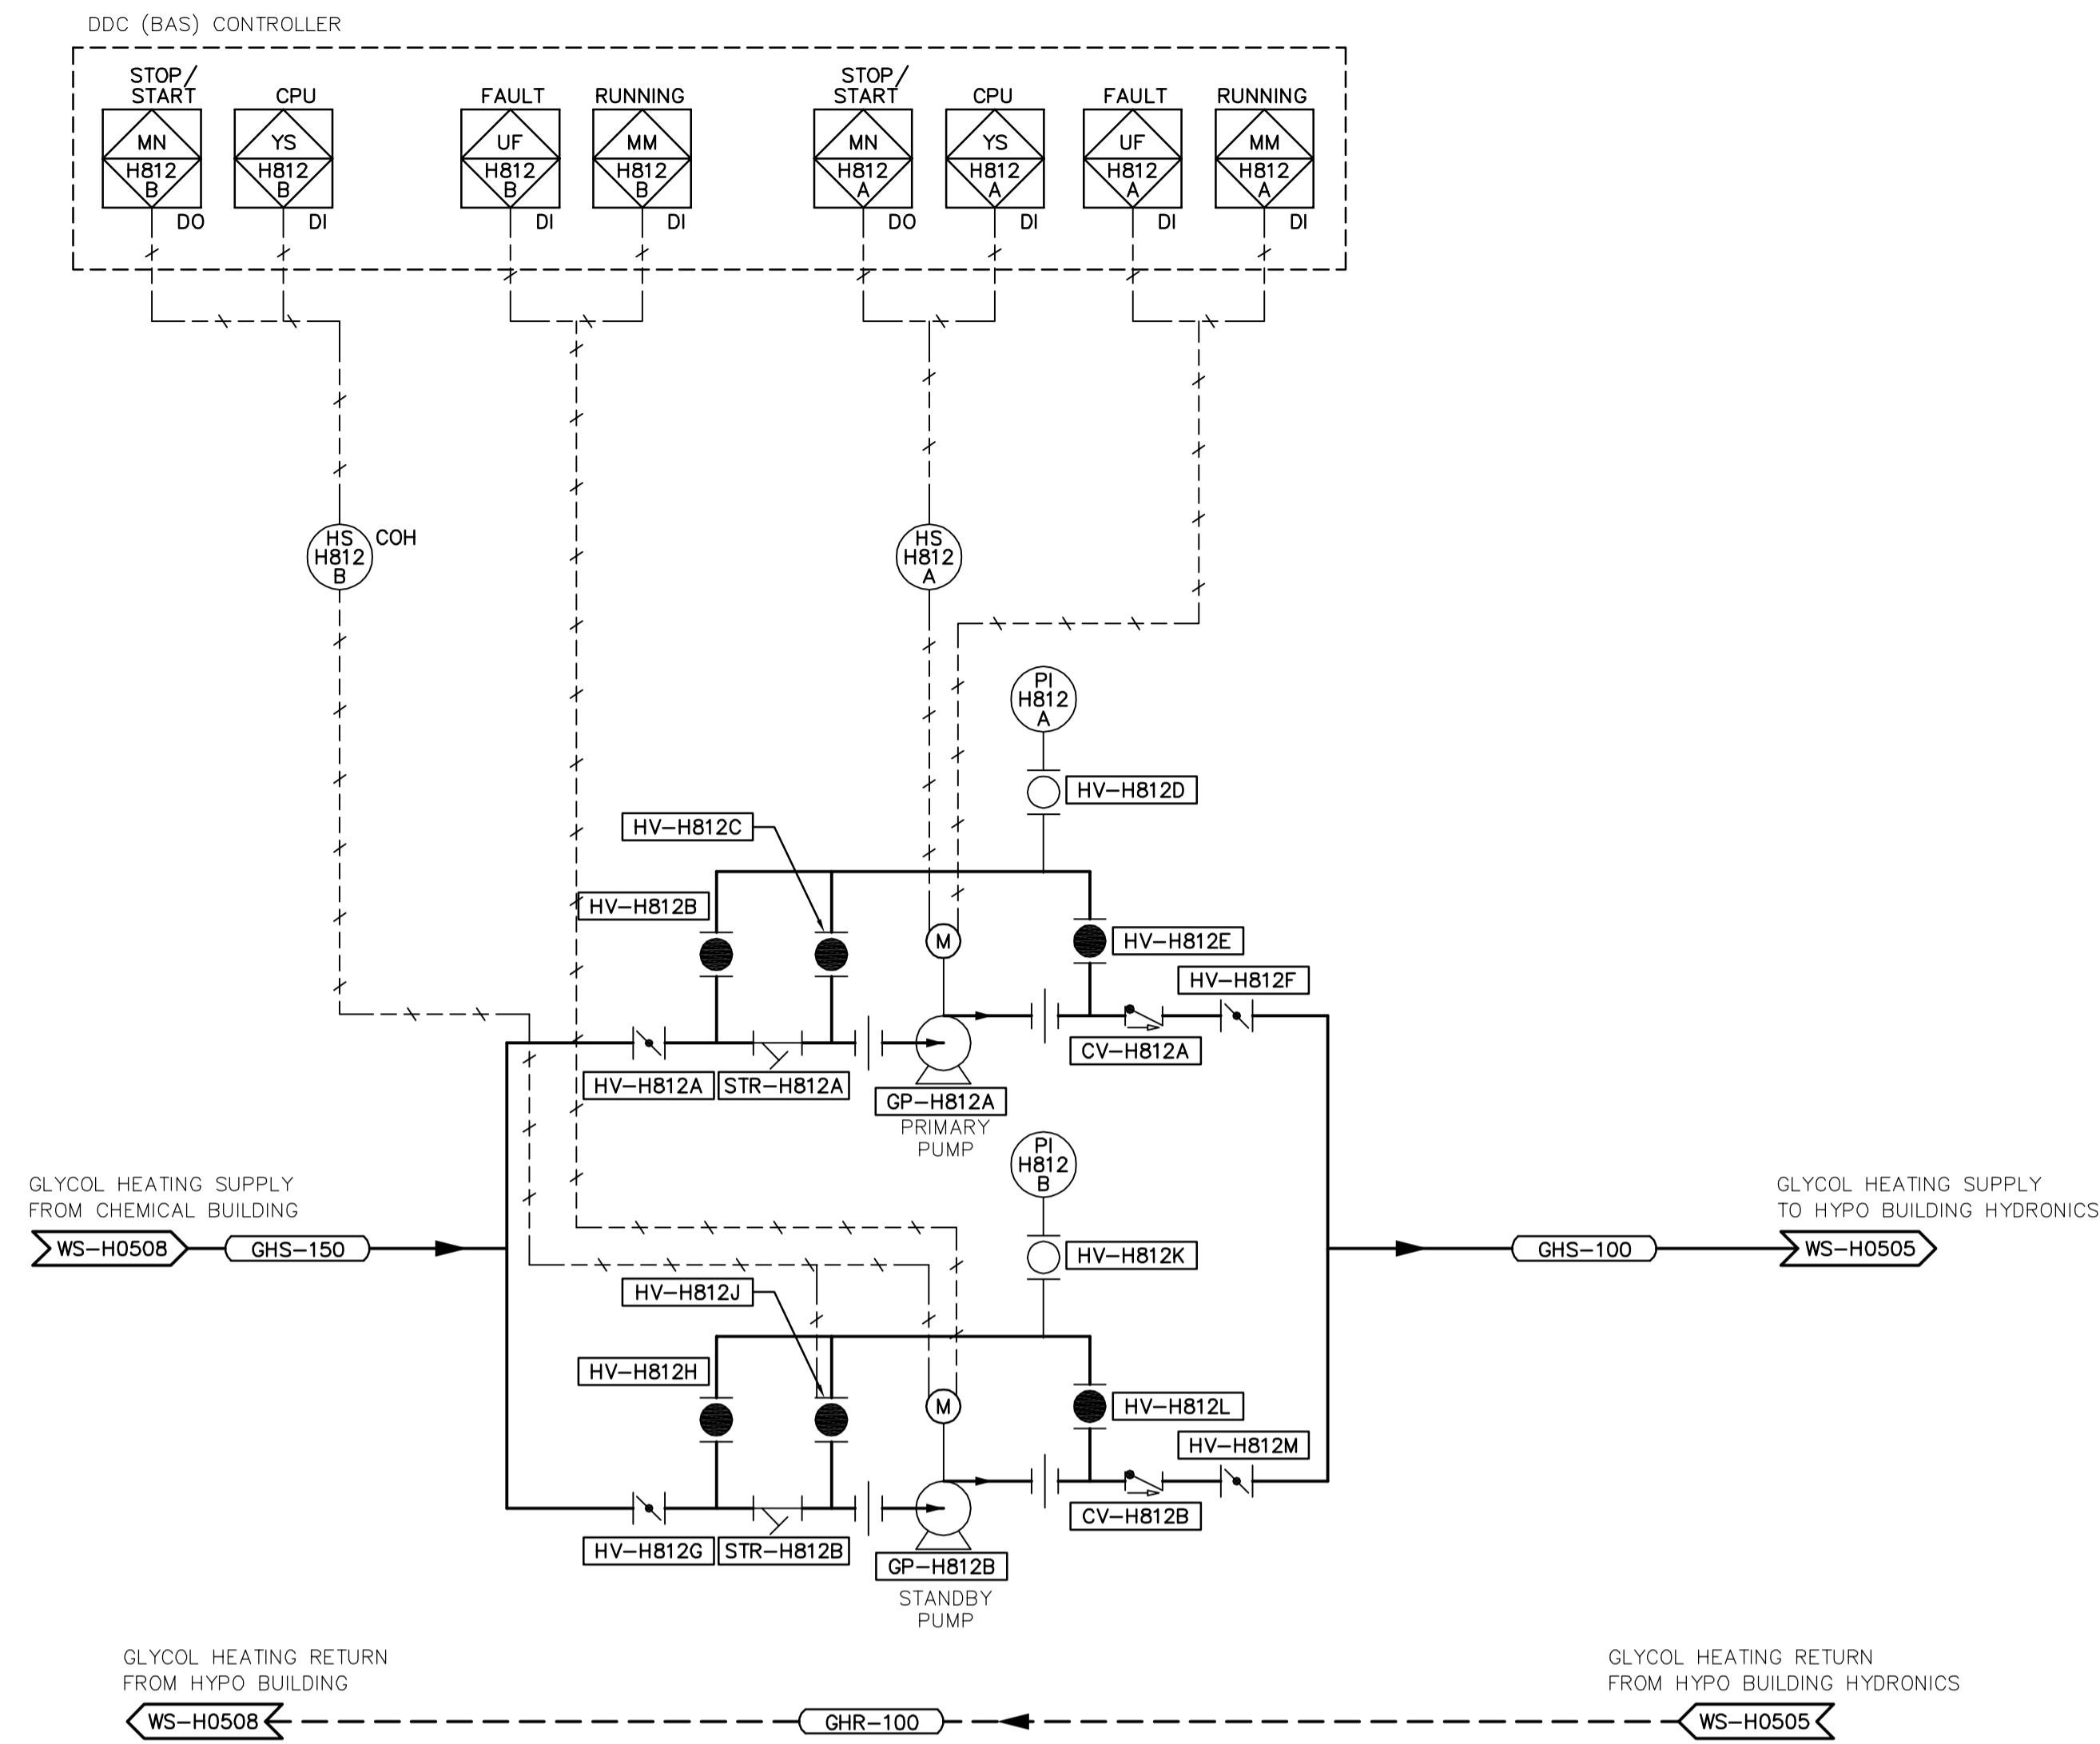 DDC (BAS) CONTROLLER
STOP/
START
CPU
FAULT
RUNNING
STOP/
START
CPU
FAULT
RUNNING
MN
H812
B
DO
YS
H812
B
DI
UF
H812
B
DI
MM
H812
B
DI
MN
H812
A
DO
YS
H812
A
DI
UF
H812
A
DI
MM
H812
A
DI
HS
H812
B
COH
HS
H812
A
PI
H812
A
HV-H812D
HV-H812C
HV-H812B
M
HV-H812E
HV-H812F
CV-H812A
HV-H812A
STR-H812A
GP-H812A
PRIMARY
PUMP
PI
H812
B
GLYCOL HEATING SUPPLY
FROM CHEMICAL BUILDING
WS-H0508
GHS-150
HV-H812K
GLYCOL HEATING SUPPLY
TO HYPO BUILDING HYDRONICS
GHS-100
WS-H0505
HV-H812J
HV-H812H
M
HV-H812L
HV-H812M
CV-H812B
HV-H812G
STR-H812B
GP-H812B
STANDBY
PUMP
GLYCOL HEATING RETURN
FROM HYPO BUILDING
WS-H0508
GHR-100
GLYCOL HEATING RETURN
FROM HYPO BUILDING HYDRONICS
WS-H0505